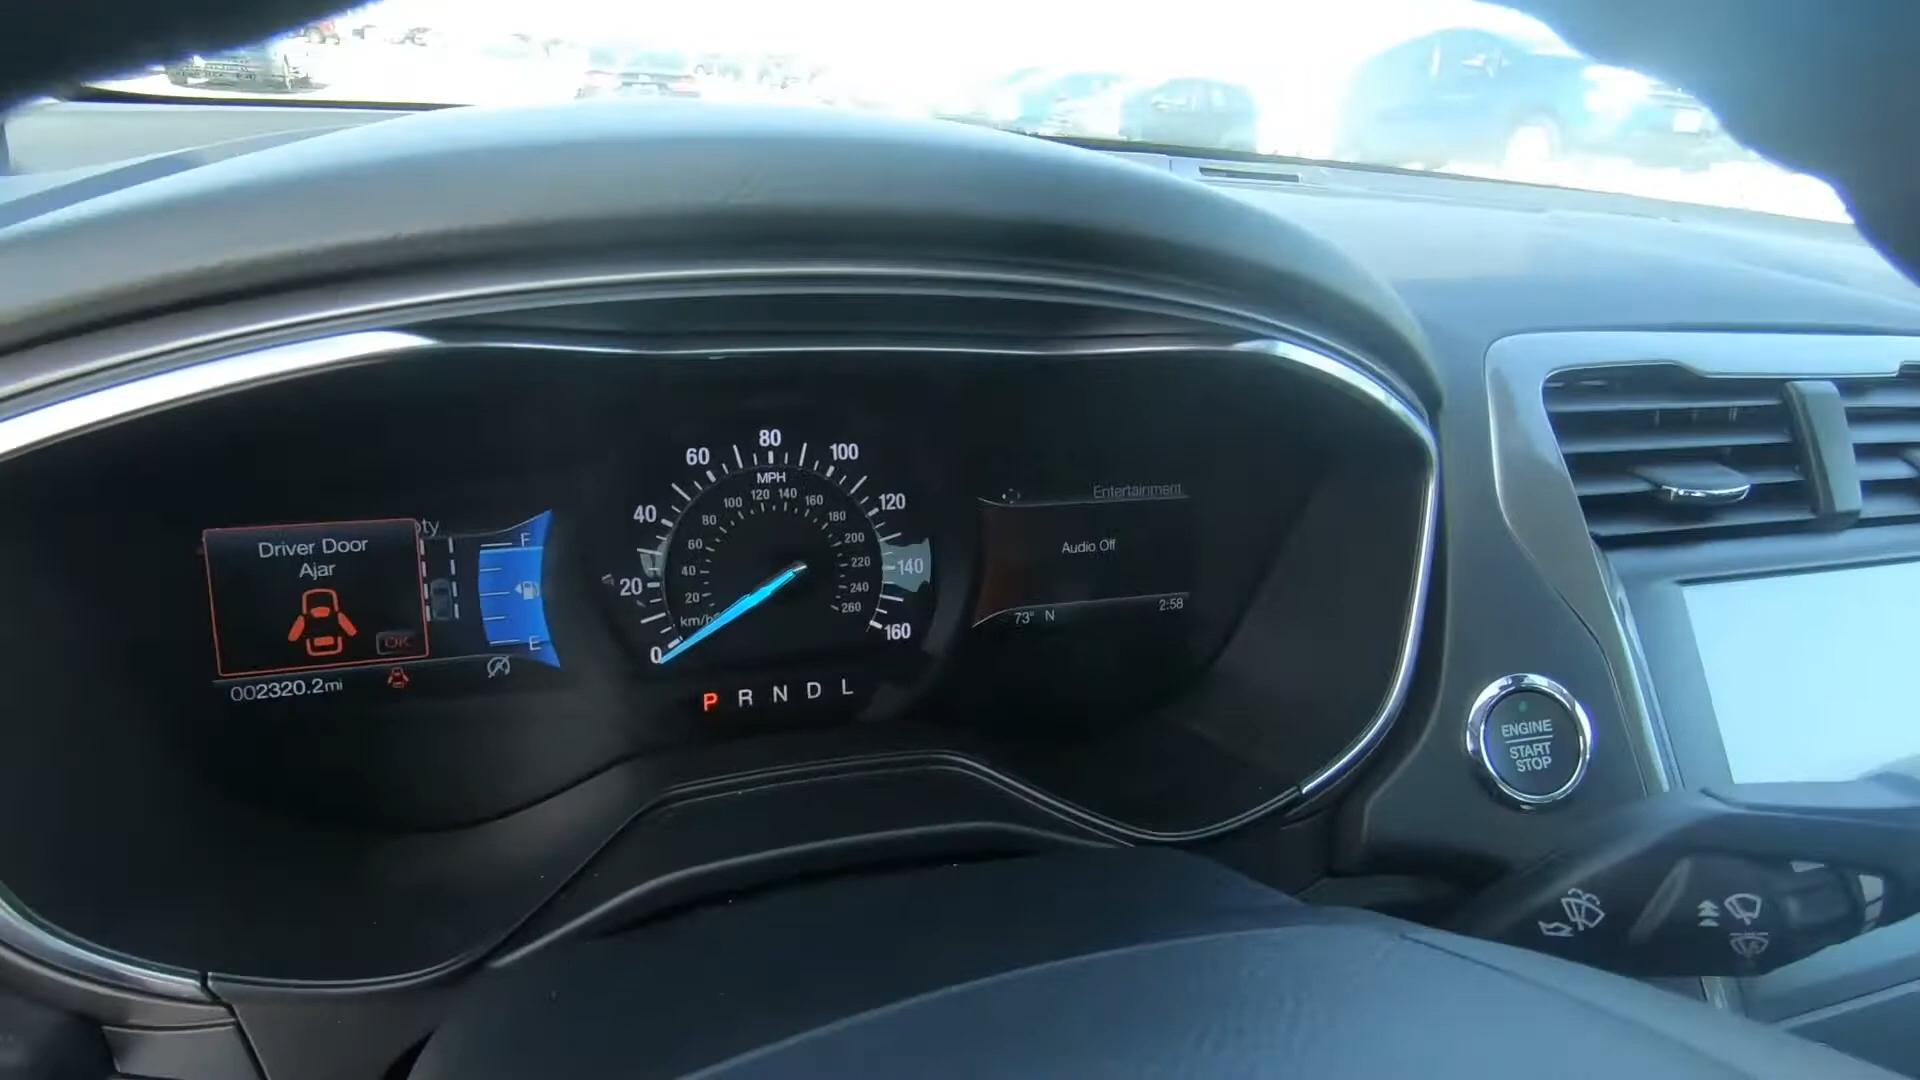 pty
Driver Door
Ajar
OK
F
E
002320.2mi
0
20
40
60
80
100
120
140
160
MPH
km/h
20
40
60
80
100
120
140
160
180
200
220
240
260
P R N D L
Entertainment
Audio Off
73° N
2:58
ENGINE
START
STOP